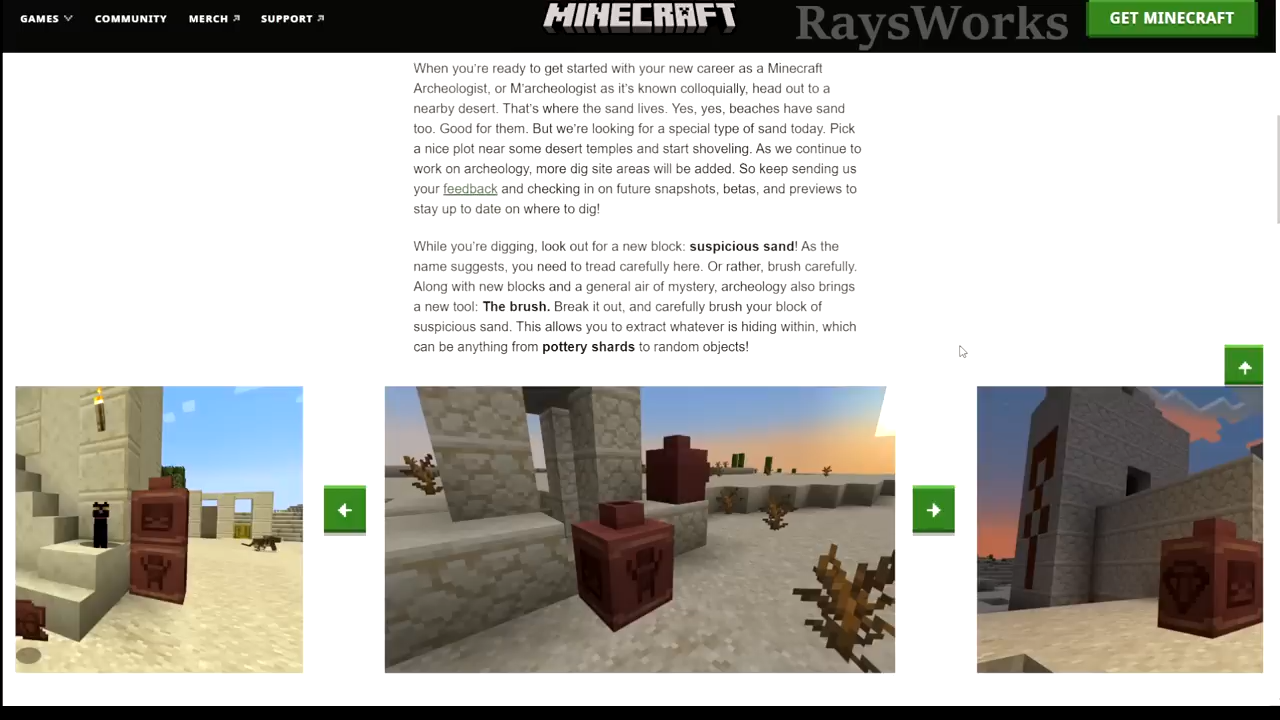 GAMES
COMMUNITY
MERCH
SUPPORT
MINECRAFT
RaysWorks
GET MINECRAFT
When you’re ready to get started with your new career as a Minecraft
Archeologist, or M’archeologist as it’s known colloquially, head out to a
nearby desert. That’s where the sand lives. Yes, yes, beaches have sand
too. Good for them. But we’re looking for a special type of sand today. Pick
a nice plot near some desert temples and start shoveling. As we continue to
work on archeology, more dig site areas will be added. So keep sending us
your feedback and checking in on future snapshots, betas, and previews to
stay up to date on where to dig!
While you’re digging, look out for a new block: suspicious sand! As the
name suggests, you need to tread carefully here. Or rather, brush carefully.
Along with new blocks and a general air of mystery, archeology also brings
a new tool: The brush. Break it out, and carefully brush your block of
suspicious sand. This allows you to extract whatever is hiding within, which
can be anything from pottery shards to random objects!